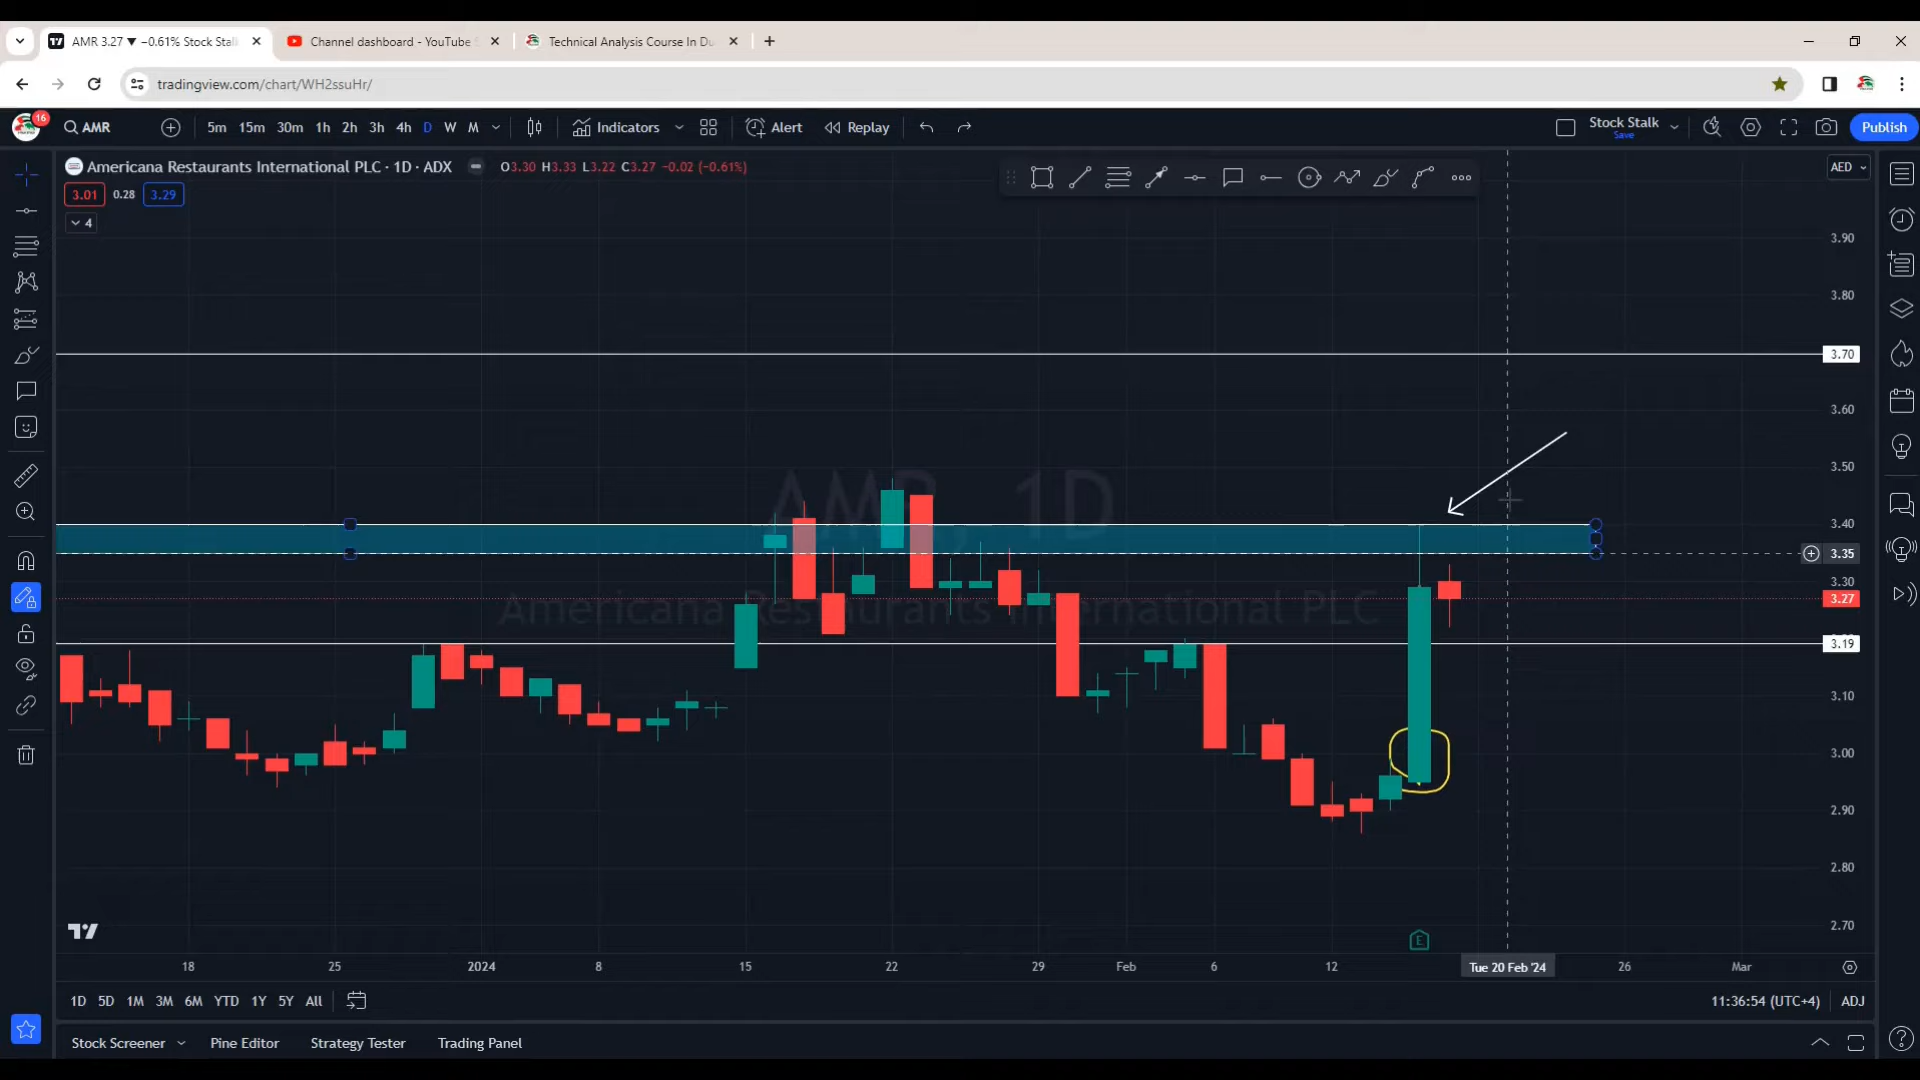 AMR 3.27 ▼ −0.61% Stock Stal
Channel dashboard - YouTube S
Technical Analysis Course In Du
tradingview.com/chart/WH2ssuHr/
16
AMR
5m 15m 30m 1h 2h 3h 4h D W M
Indicators
Alert
Replay
Stock Stalk
Save
Publish
Americana Restaurants International PLC · 1D · ADX
O3.30 H3.33 L3.22 C3.27 −0.02 (−0.61%)
AED
3.01 0.28 3.29
4
3.90
3.80
3.70
3.60
3.50
AMR, 1D
3.40
3.35
3.30
3.27
Americana Restaurants International PLC
3.19
3.10
3.00
2.90
2.80
2.70
E
18 25 2024 8 15 22 29 Feb 6 12 Tue 20 Feb '24 26 Mar
1D 5D 1M 3M 6M YTD 1Y 5Y All
11:36:54 (UTC+4) ADJ
Stock Screener Pine Editor Strategy Tester Trading Panel